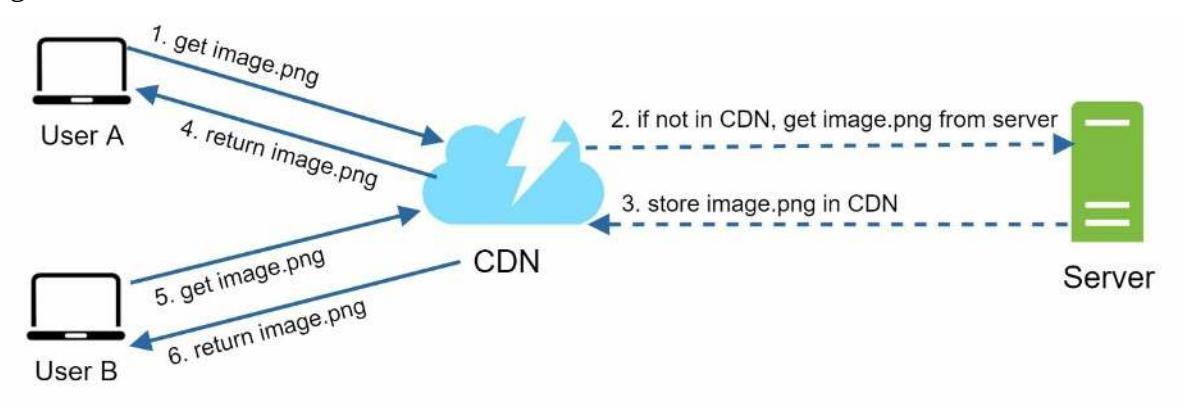 1. get image.png
User A
4. return image.png
2. if not in CDN, get image.png from server
3. store image.png in CDN
CDN
Server
5. get image.png
6. return image.png
User B